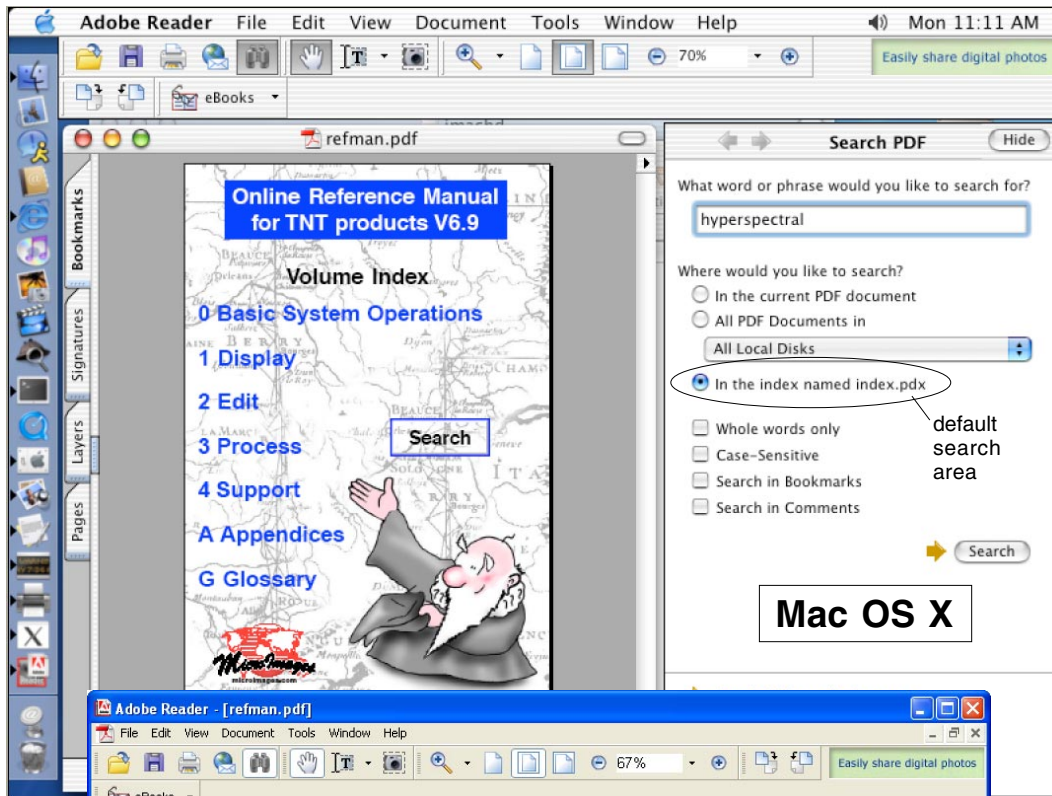 Adobe Reader File Edit View Document Tools Window Help Mon 11:11 AM
70% Easily share digital photos
eBooks
refman.pdf
Search PDF Hide
Bookmarks
Signatures
Layers
Pages
Online Reference Manual
for TNT products V6.9
Volume Index
0 Basic System Operations
1 Display
2 Edit
3 Process
4 Support
A Appendices
G Glossary
Search
MicroImages
microimages.com
What word or phrase would you like to search for?
hyperspectral
Where would you like to search?
In the current PDF document
All PDF Documents in
All Local Disks
In the index named index.pdx
default
search
area
Whole words only
Case-Sensitive
Search in Bookmarks
Search in Comments
Search
Mac OS X
Adobe Reader - [refman.pdf]
File Edit View Document Tools Window Help
67% Easily share digital photos
eBooks